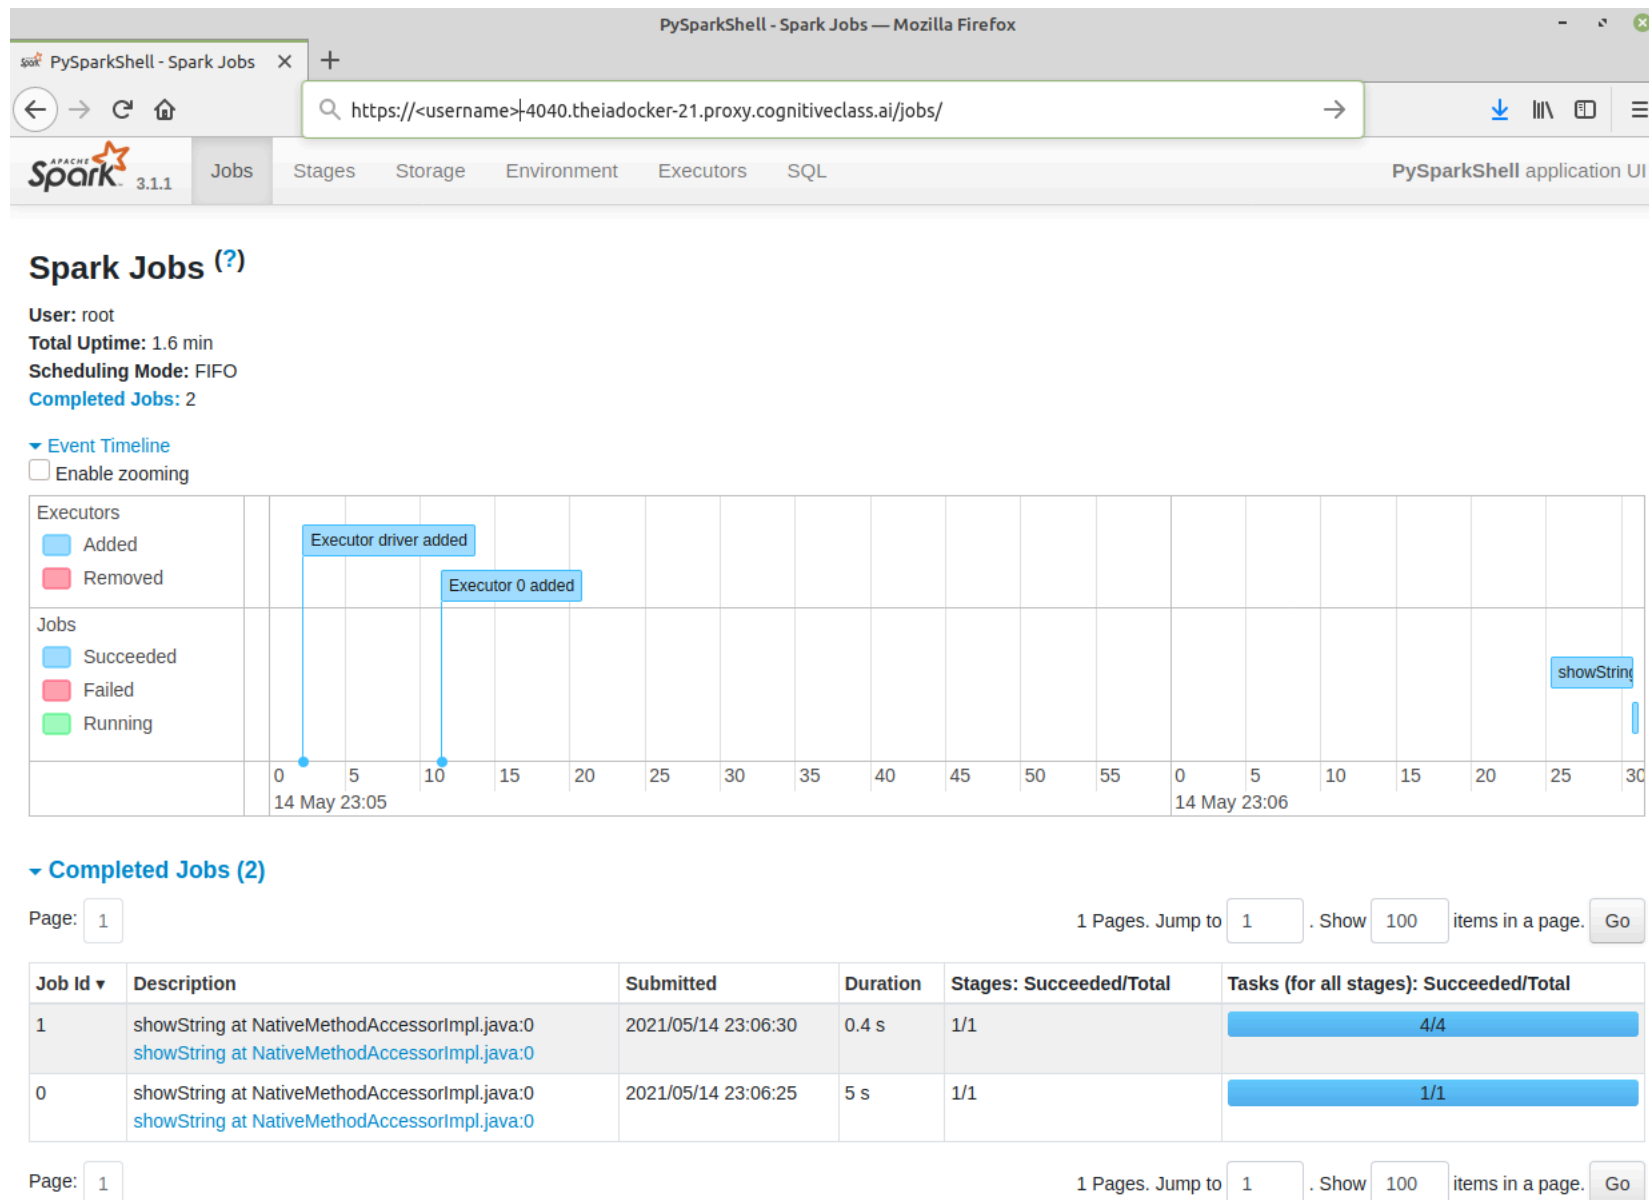 PySparkShell - Spark Jobs — Mozilla Firefox
PySparkShell - Spark Jobs
https://<username>-4040.theiadocker-21.proxy.cognitiveclass.ai/jobs/
APACHE Spark 3.1.1 Jobs Stages Storage Environment Executors SQL PySparkShell application UI
Spark Jobs (?)
User: root
Total Uptime: 1.6 min
Scheduling Mode: FIFO
Completed Jobs: 2
Event Timeline
Enable zooming
Executors
Added
Removed
Executor driver added
Executor 0 added
Jobs
Succeeded
Failed
Running
showString
0 5 10 15 20 25 30 35 40 45 50 55 0 5 10 15 20 25 30
14 May 23:05 14 May 23:06
Completed Jobs (2)
Page: 1 1 Pages. Jump to 1 . Show 100 items in a page. Go
Job Id ▾ Description Submitted Duration Stages: Succeeded/Total Tasks (for all stages): Succeeded/Total
1 showString at NativeMethodAccessorImpl.java:0 2021/05/14 23:06:30 0.4 s 1/1 4/4
showString at NativeMethodAccessorImpl.java:0
0 showString at NativeMethodAccessorImpl.java:0 2021/05/14 23:06:25 5 s 1/1 1/1
showString at NativeMethodAccessorImpl.java:0
Page: 1 1 Pages. Jump to 1 . Show 100 items in a page. Go